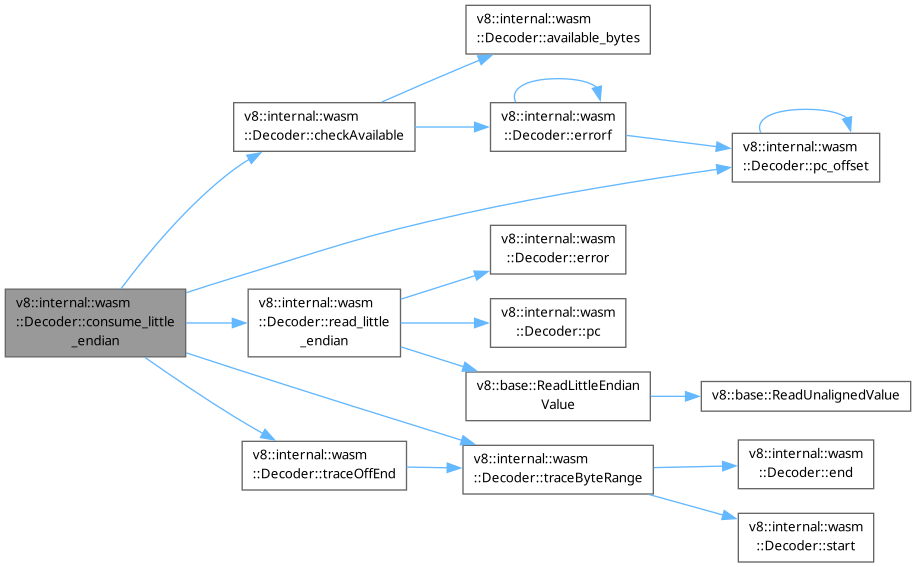 v8::internal::wasm
::Decoder::available_bytes
v8::internal::wasm
::Decoder::checkAvailable
v8::internal::wasm
::Decoder::errorf
v8::internal::wasm
::Decoder::pc_offset
v8::internal::wasm
::Decoder::error
v8::internal::wasm
::Decoder::consume_little
_endian
v8::internal::wasm
::Decoder::read_little
_endian
v8::internal::wasm
::Decoder::pc
v8::base::ReadLittleEndian
Value
v8::base::ReadUnalignedValue
v8::internal::wasm
::Decoder::traceOffEnd
v8::internal::wasm
::Decoder::traceByteRange
v8::internal::wasm
::Decoder::end
v8::internal::wasm
::Decoder::start